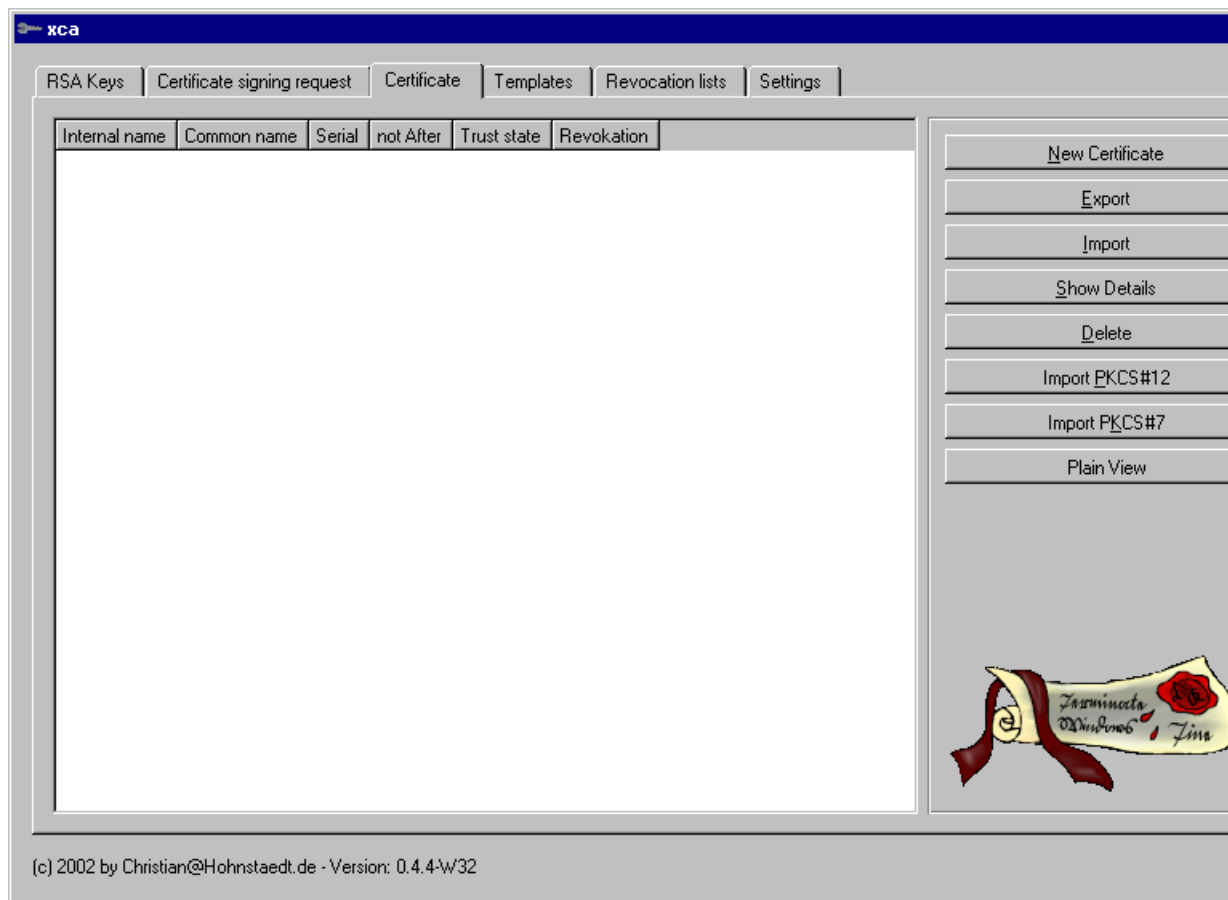 xca
RSA Keys Certificate signing request Certificate Templates Revocation lists Settings
Internal name Common name Serial not After Trust state Revokation
New Certificate
Export
Import
Show Details
Delete
Import PKCS#12
Import PKCS#7
Plain View
Terminate
Windows
(c) 2002 by Christian@Hohnstaedt.de - Version: 0.4.4-W32